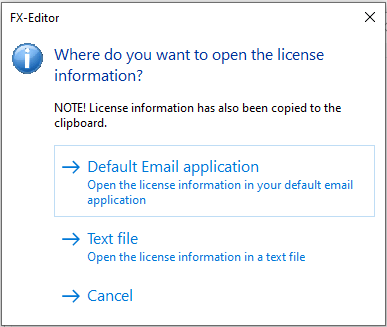 FX-Editor
Where do you want to open the license
information?
NOTE! License information has also been copied to the
clipboard.
Default Email application
Open the license information in your default email
application
Text file
Open the license information in a text file
Cancel